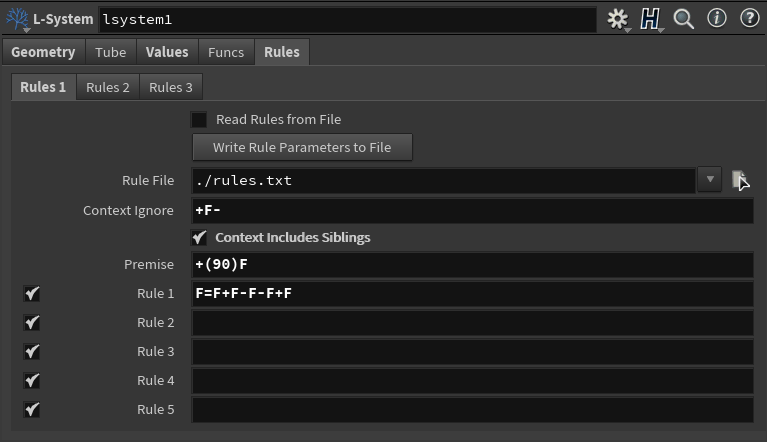 L-System lsystem1
Geometry Tube Values Funcs Rules
Rules 1 Rules 2 Rules 3
Read Rules from File
Write Rule Parameters to File
Rule File ./rules.txt
Context Ignore +F-
Context Includes Siblings
Premise +(90)F
Rule 1 F=F+F-F-F+F
Rule 2
Rule 3
Rule 4
Rule 5